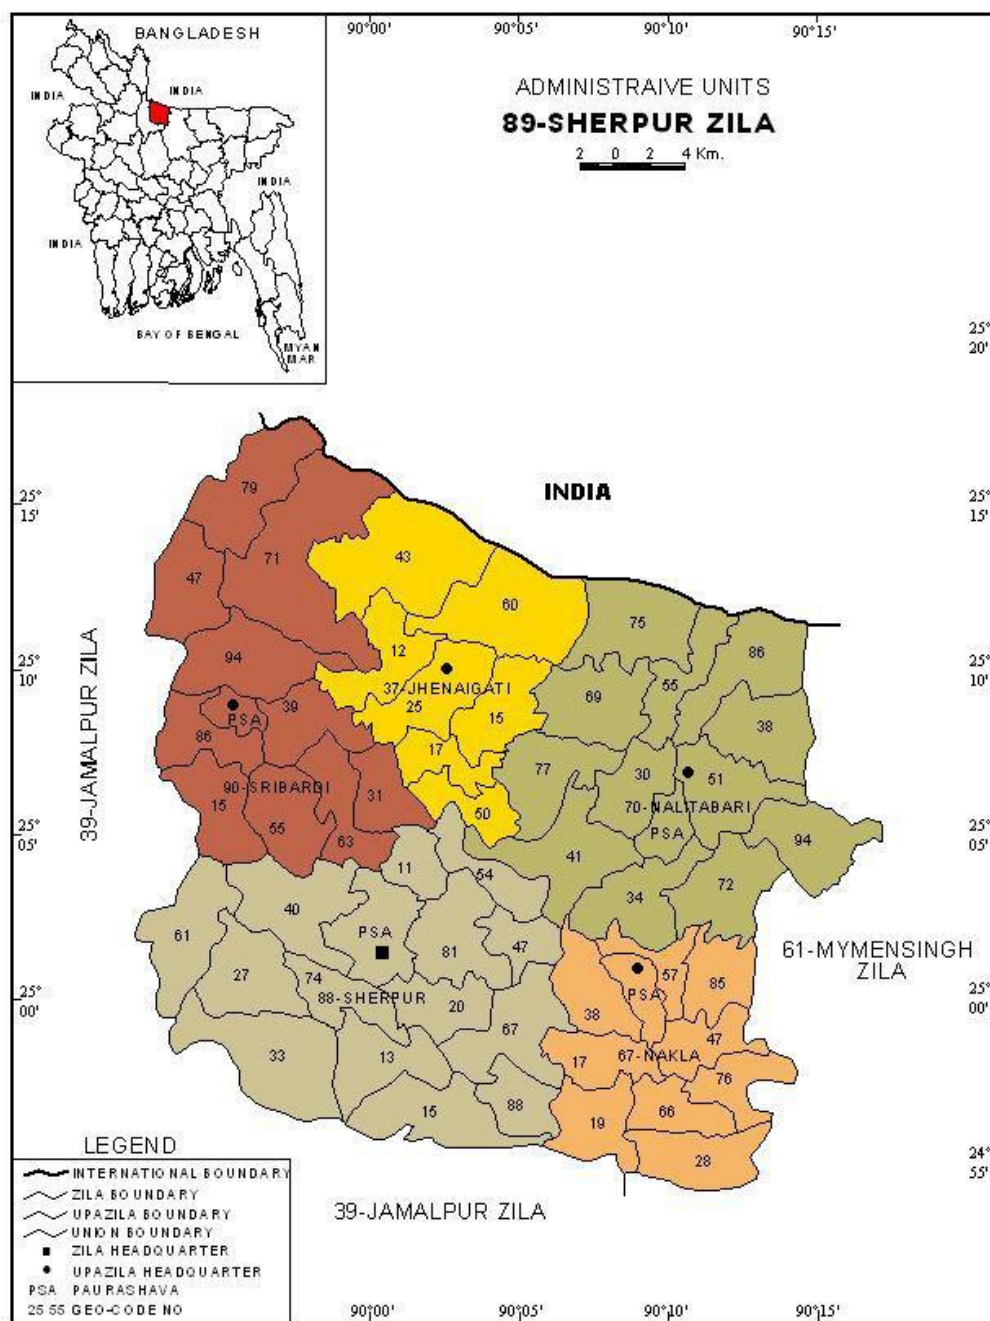 90°00' 90°05' 90°10' 90°15'
BANGLADESH
INDIA
INDIA
INDIA
INDIA
BAY OF BENGAL
MYAN
MAR
ADMINISTRAIVE UNITS
89-SHERPUR ZILA
2 0 2 4 Km.
25°
20'
INDIA
25°
15'
25°
15'
79
71
47
43
60
75
86
12
94
25°
10'
25°
10'
37-JHENAIGATI
69
55
39
25
15
38
PSA
86
17
77
30
51
90-SRIBARDI
70-NALITABARI
15
31
50
55
63
PSA
94
25°
05'
25°
05'
39-JAMALPUR ZILA
41
34
72
11
54
40
PSA
61
81
47
27
74
88-SHERPUR
20
67
33
13
15
88
57
PSA
85
38
47
17
67-NAKLA
76
19
66
28
61-MYMENSINGH
ZILA
25°
00'
25°
00'
24°
55'
39-JAMALPUR ZILA
LEGEND
INTERNATIONAL BOUNDARY
ZILA BOUNDARY
UPAZILA BOUNDARY
UNION BOUNDARY
ZILA HEADQUARTER
UPAZILA HEADQUARTER
PSA PAURASHAVA
25 55 GEO-CODE NO
90°00' 90°05' 90°10' 90°15'